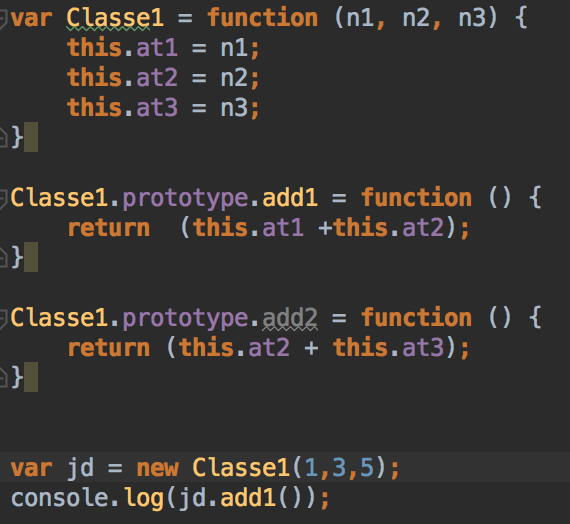 var Classe1 = function (n1, n2, n3) {
    this.at1 = n1;
    this.at2 = n2;
    this.at3 = n3;
}
Classe1.prototype.add1 = function () {
    return  (this.at1 +this.at2);
}
Classe1.prototype.add2 = function () {
    return (this.at2 + this.at3);
}
var jd = new Classe1(1,3,5);
console.log(jd.add1());